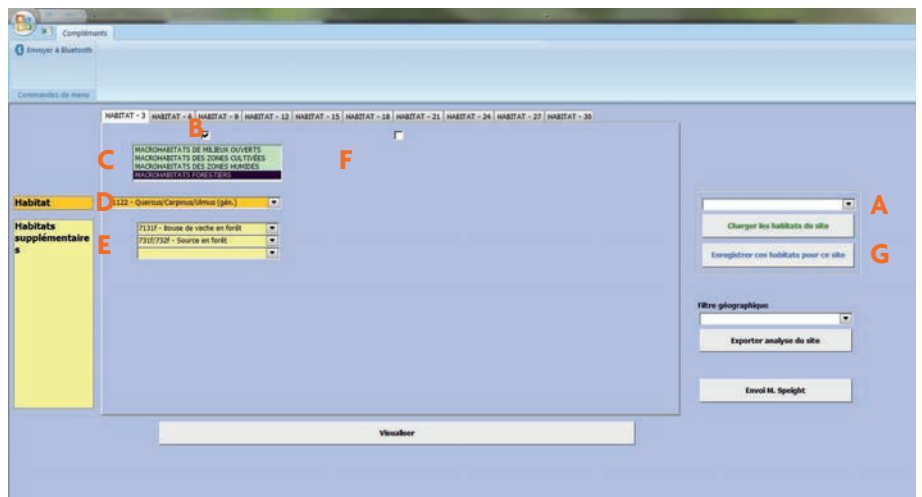 Compléments
Envoyer à Bluetooth
Commandes de menu
HABITAT - 3 HABITAT - 6 HABITAT - 9 HABITAT - 12 HABITAT - 15 HABITAT - 18 HABITAT - 21 HABITAT - 24 HABITAT - 27 HABITAT - 30
B
C
F
MACROHABITATS DE MILIEUX OUVERTS
MACROHABITATS DES ZONES CULTIVÉES
MACROHABITATS DES ZONES HUMIDES
MACROHABITATS FORESTIERS
Habitat
D
1122 - Quercus/Carpinus/Ulmus (gén.)
A
Habitats
supplémentaire
s
E
7131f - Bouse de vache en forêt
731f/732f - Source en forêt
Charger les habitats du site
Enregistrer ces habitats pour ce site
G
Filtre géographique
Exporter analyse du site
Envoi M. Speight
Visualiser